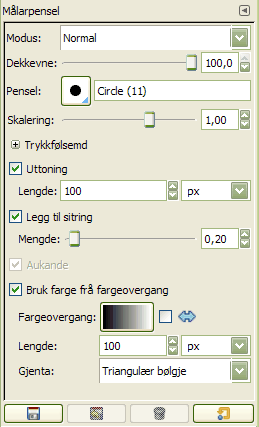 Målarpensel
Modus: Normal
Dekkevne: 100,0
Pensel: Circle (11)
Skalering: 1,00
Trykkfølsemd
Uttoning
Lengde: 100 px
Legg til sitring
Mengde: 0,20
Aukande
Bruk farge frå fargeovergang
Fargeovergang:
Lengde: 100 px
Gjenta: Triangulær bølgje